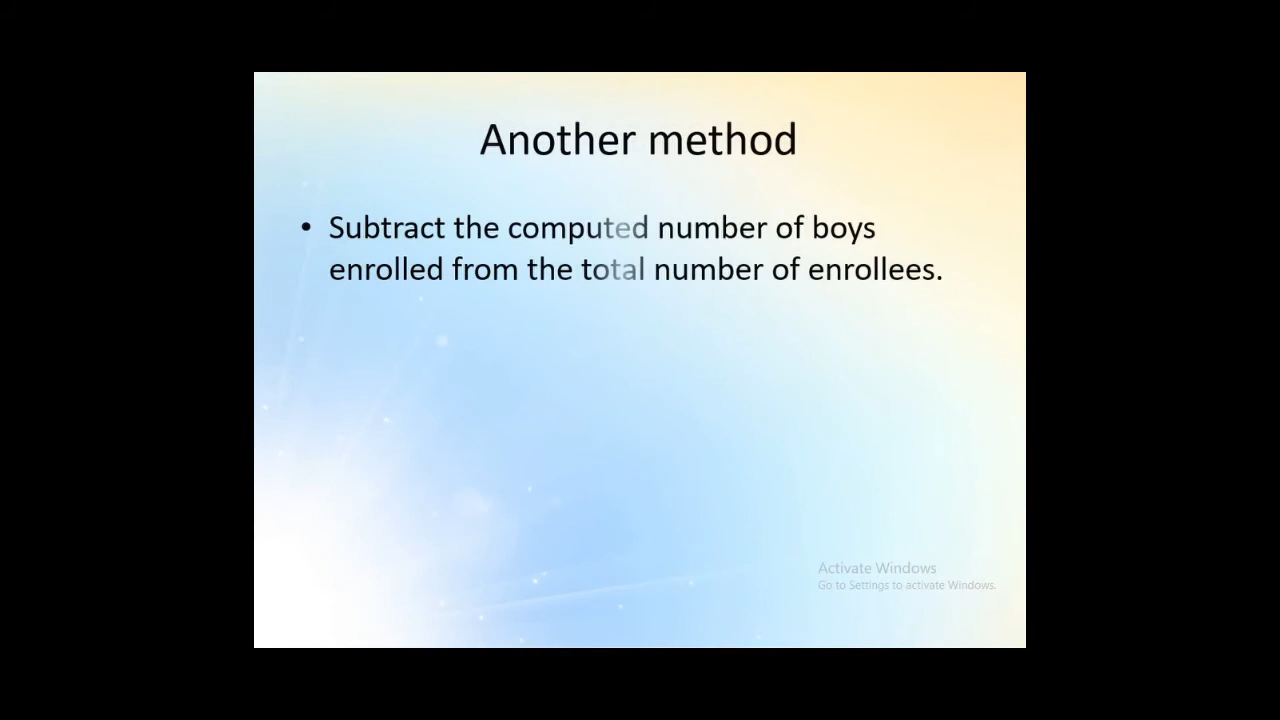 Another method
• Subtract the computed number of boys
enrolled from the total number of enrollees.
Activate Windows
Go to Settings to activate Windows.